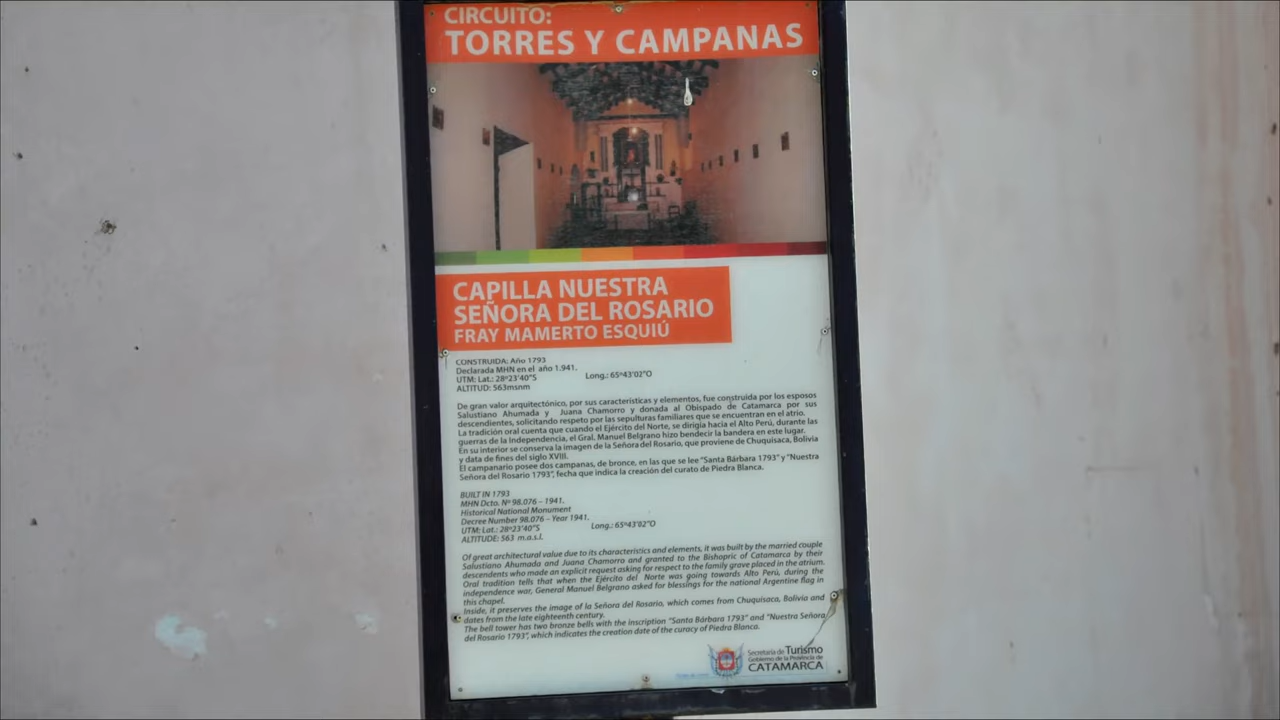 CIRCUITO:
TORRES Y CAMPANAS
CAPILLA NUESTRA
SEÑORA DEL ROSARIO
FRAY MAMERTO ESQUIÚ
CONSTRUIDA: Año 1793
Declarada MHN en el año 1.941.
UTM: Lat.: 28º23'40"S Long.: 65º43'02"O
ALTITUD: 563msnm
De gran valor arquitectónico, por sus características y elementos, fue construida por los esposos
Salustiano Ahumada y Juana Chamorro y donada al Obispado de Catamarca por sus
descendientes, solicitando respeto por las sepulturas familiares que se encuentran en el atrio.
La tradición oral cuenta que cuando el Ejército del Norte, se dirigía hacia el Alto Perú, durante las
guerras de la Independencia, el Gral. Manuel Belgrano hizo bendecir la bandera en este lugar.
En su interior se conserva la imagen de la Señora del Rosario, que proviene de Chuquisaca, Bolivia
y data de fines del siglo XVIII.
El campanario posee dos campanas, de bronce, en las que se lee "Santa Bárbara 1793" y "Nuestra
Señora del Rosario 1793", fecha que indica la creación del curato de Piedra Blanca.
BUILT IN 1793
MHN Dcto. Nº 98.076 – 1941.
Historical National Monument
Decree Number 98.076 – Year 1941.
UTM: Lat.: 28º23'40"S Long.: 65º43'02"O
ALTITUDE: 563 m.a.s.l.
Of great architectural value due to its characteristics and elements, it was built by the married couple
Salustiano Ahumada and Juana Chamorro and granted to the Bishopric of Catamarca by their
descendents who made an explicit request asking for respect to the family grave placed in the atrium.
Oral tradition tells that when the Ejército del Norte was going towards Alto Perú, during the
independence war, General Manuel Belgrano asked for blessings for the national Argentine flag in
this chapel.
Inside, it preserves the image of la Señora del Rosario, which comes from Chuquisaca, Bolivia and
dates from the late eighteenth century.
The bell tower has two bronze bells with the inscription "Santa Bárbara 1793" and "Nuestra Señora
del Rosario 1793", which indicates the creation date of the curacy of Piedra Blanca.
Secretaría de Turismo
Gobierno de la Provincia de
CATAMARCA